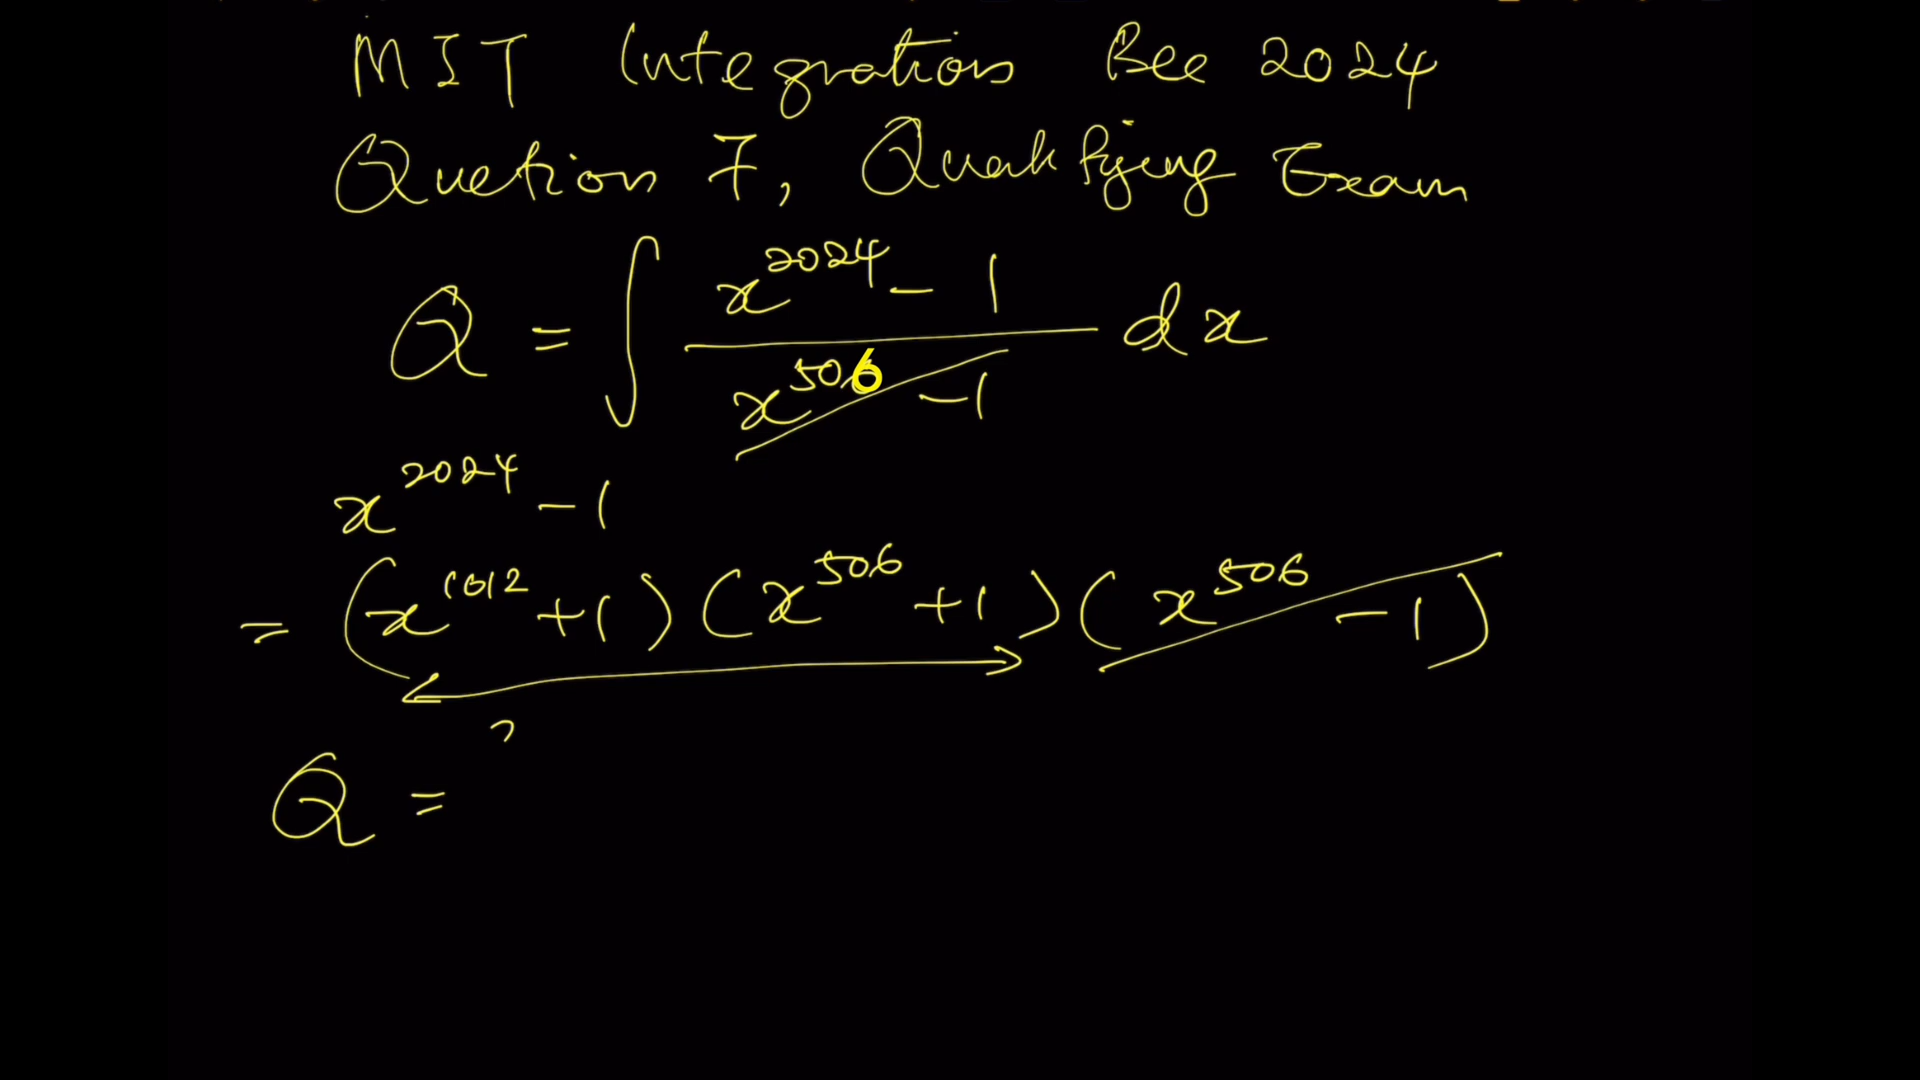 MIT Integration Bee 2024
Quetion 7, Qualifying Exam
Q = ∫ (x^2024 - 1)/(x^506 - 1) dx
x^2024 - 1
= (x^1012 + 1)(x^506 + 1)(x^506 - 1)
Q =